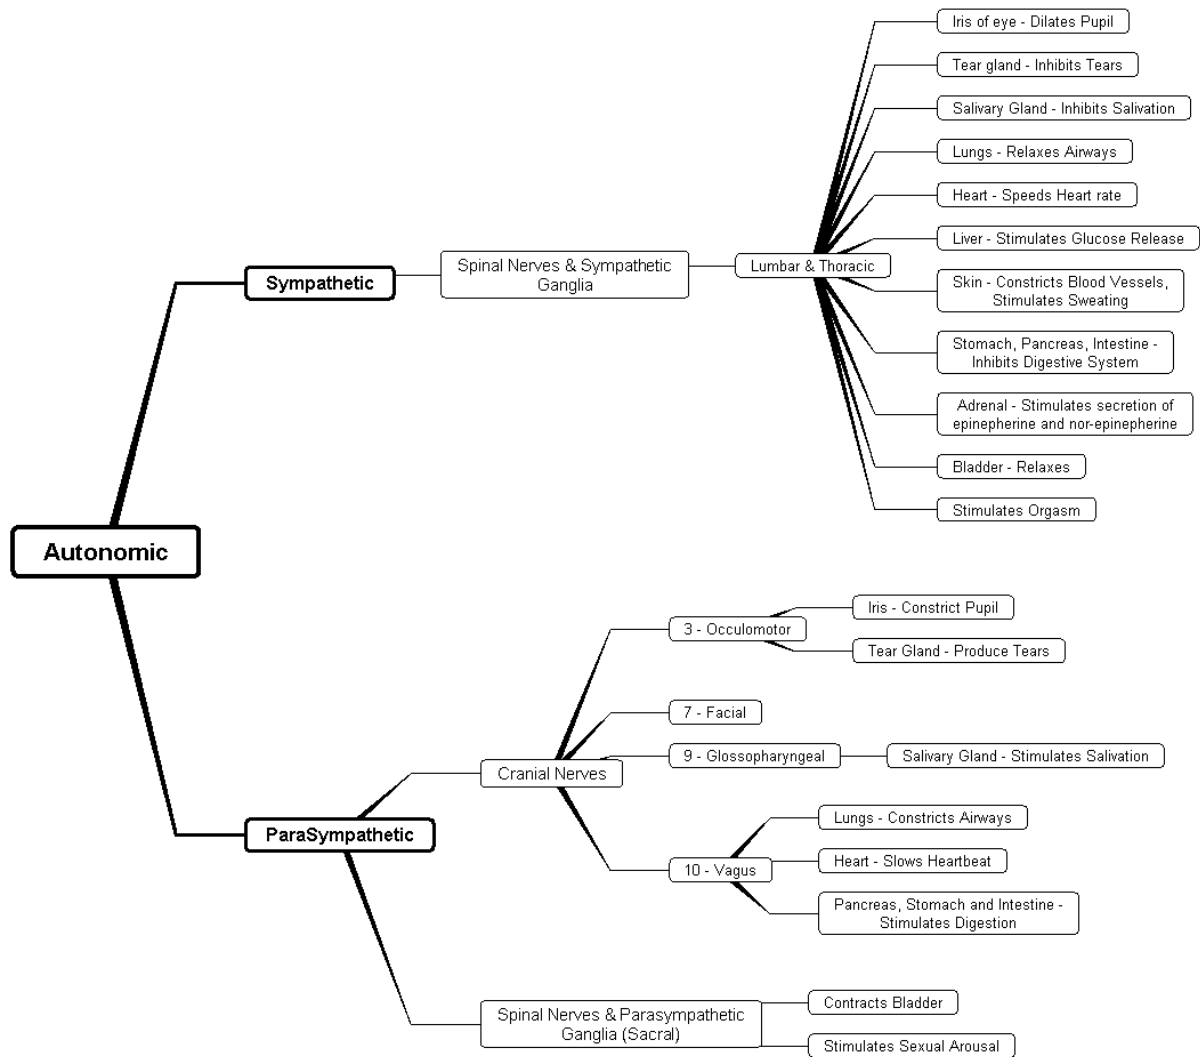 Iris of eye - Dilates Pupil
Tear gland - Inhibits Tears
Salivary Gland - Inhibits Salivation
Lungs - Relaxes Airways
Heart - Speeds Heart rate
Liver - Stimulates Glucose Release
Skin - Constricts Blood Vessels,
Stimulates Sweating
Stomach, Pancreas, Intestine -
Inhibits Digestive System
Adrenal - Stimulates secretion of
epinepherine and nor-epinepherine
Bladder - Relaxes
Stimulates Orgasm
Lumbar & Thoracic
Spinal Nerves & Sympathetic
Ganglia
Sympathetic
Autonomic
ParaSympathetic
Cranial Nerves
3 - Occulomotor
Iris - Constrict Pupil
Tear Gland - Produce Tears
7 - Facial
9 - Glossopharyngeal
Salivary Gland - Stimulates Salivation
10 - Vagus
Lungs - Constricts Airways
Heart - Slows Heartbeat
Pancreas, Stomach and Intestine -
Stimulates Digestion
Spinal Nerves & Parasympathetic
Ganglia (Sacral)
Contracts Bladder
Stimulates Sexual Arousal